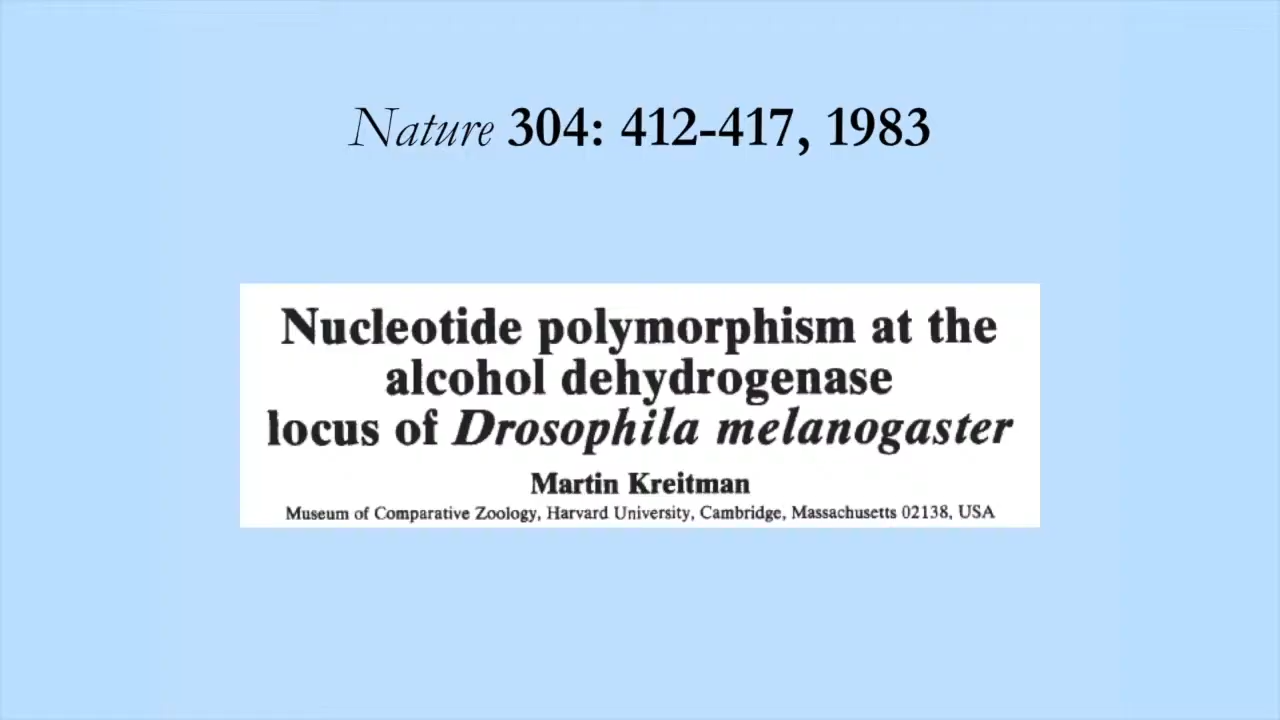 Nature 304: 412-417, 1983
Nucleotide polymorphism at the
alcohol dehydrogenase
locus of Drosophila melanogaster
Martin Kreitman
Museum of Comparative Zoology, Harvard University, Cambridge, Massachusetts 02138, USA